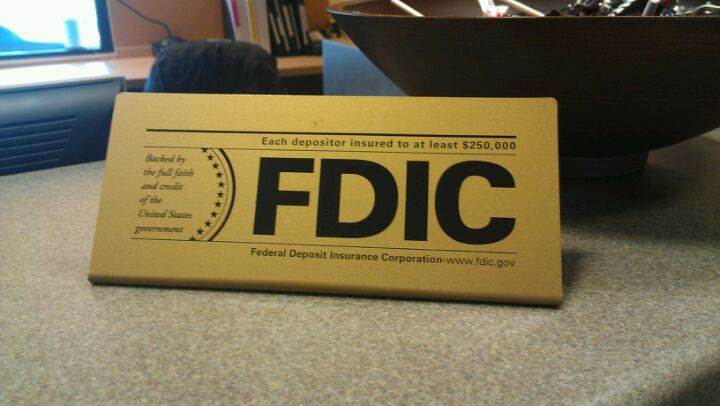 Each depositor insured to at least $250,000
Backed by
the full faith
and credit
of the
United States
government
FDIC
Federal Deposit Insurance Corporation·www.fdic.gov